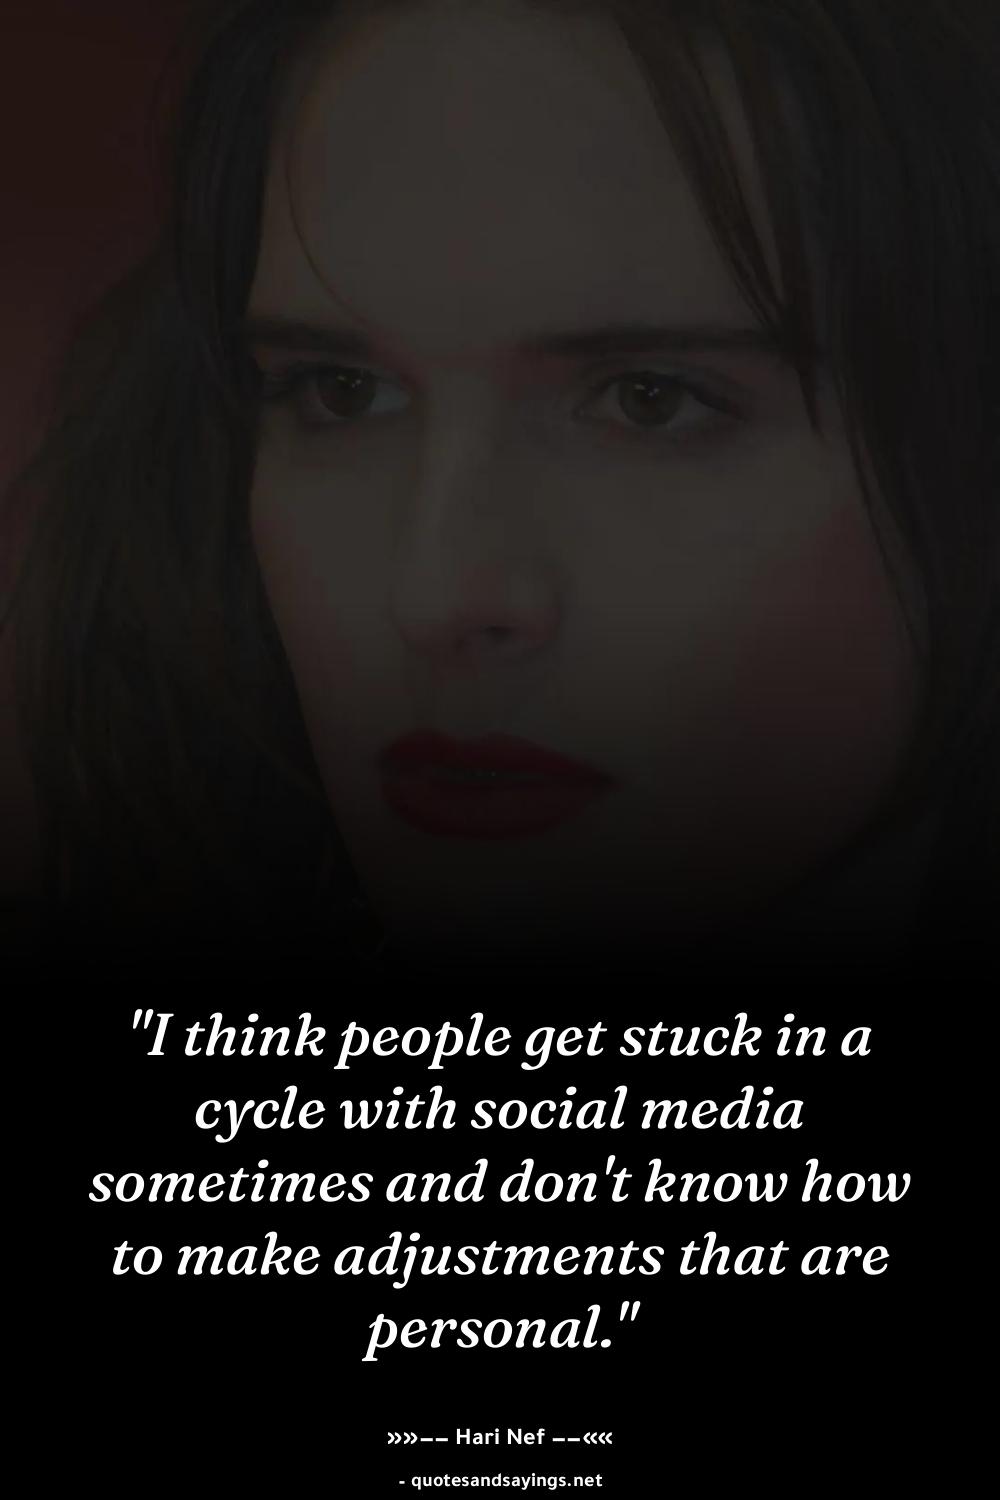 "I think people get stuck in a
cycle with social media
sometimes and don't know how
to make adjustments that are
personal."
»»−− Hari Nef −−««
- quotesandsayings.net